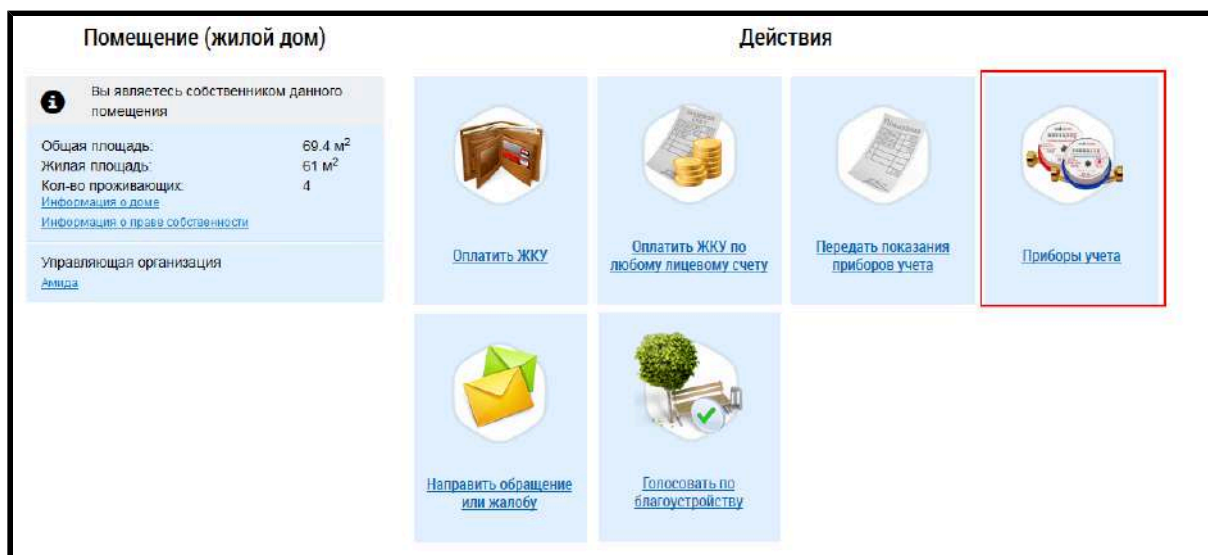 Помещение (жилой дом)
Действия
Вы являетесь собственником данного
помещения
Общая площадь: 69.4 м²
Жилая площадь: 61 м²
Кол-во проживающих: 4
Информация о доме
Информация о праве собственности
Управляющая организация
Амида
Оплатить ЖКУ
Оплатить ЖКУ по
любому лицевому счету
Передать показания
приборов учета
Приборы учета
Направить обращение
или жалобу
Голосовать по
благоустройству